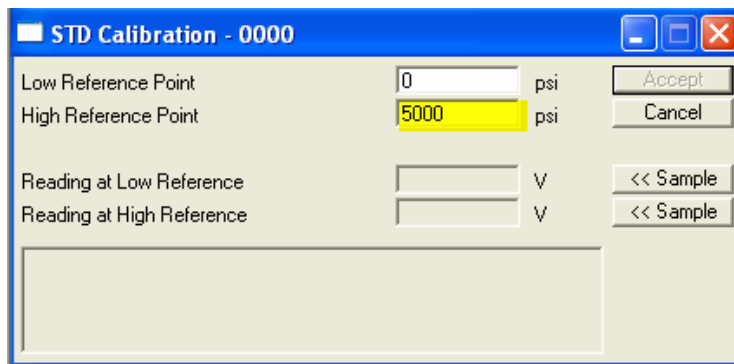 STD Calibration - 0000
Low Reference Point 0 psi Accept
High Reference Point 5000 psi Cancel
Reading at Low Reference V << Sample
Reading at High Reference V << Sample